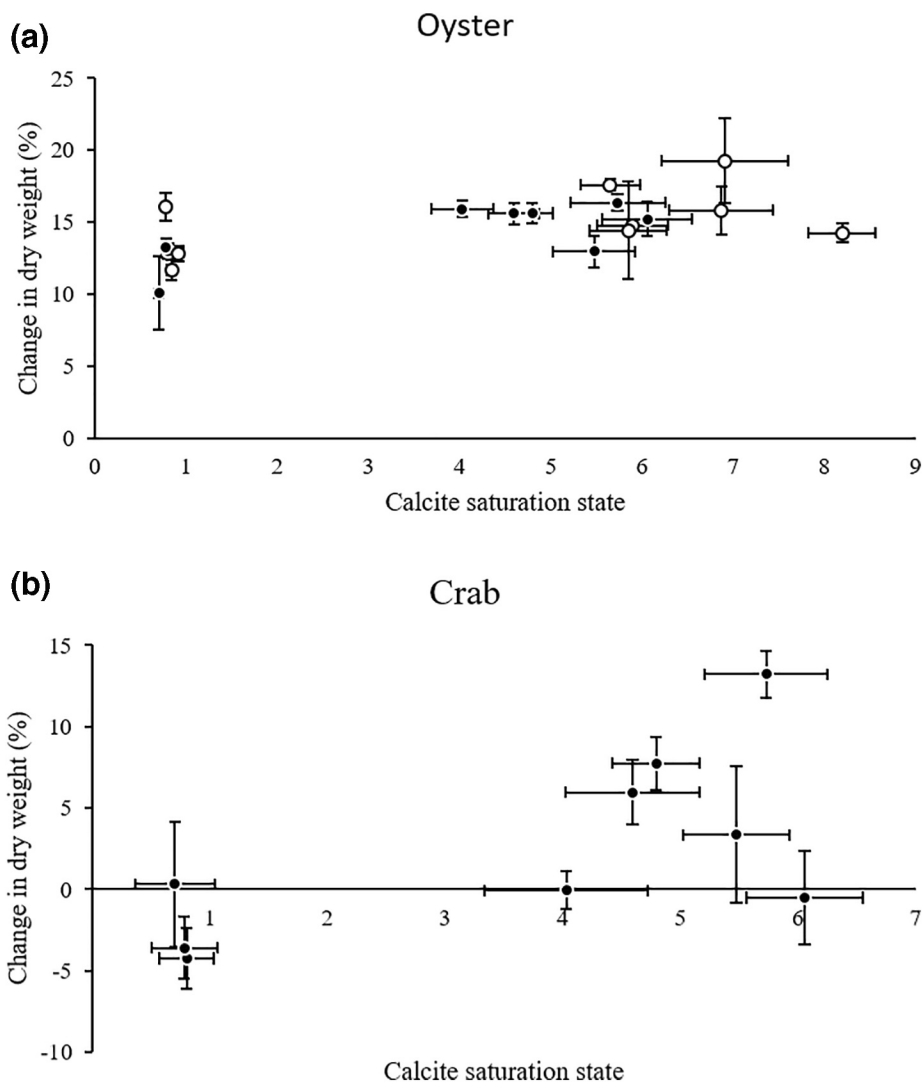 (a)
Oyster
Change in dry weight (%)
25
20
15
10
5
0
0 1 2 3 4 5 6 7 8 9
Calcite saturation state
(b)
Crab
Change in dry weight (%)
15
10
5
0
-5
-10
1 2 3 4 5 6 7
Calcite saturation state